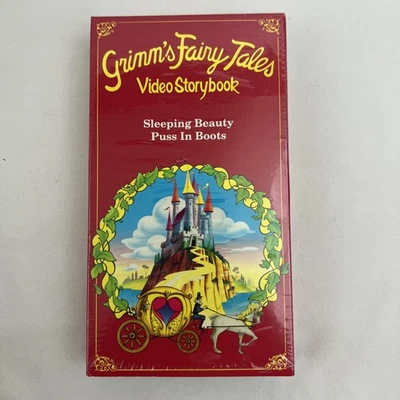 Grimm's Fairy Tales
Video Storybook
Sleeping Beauty
Puss In Boots